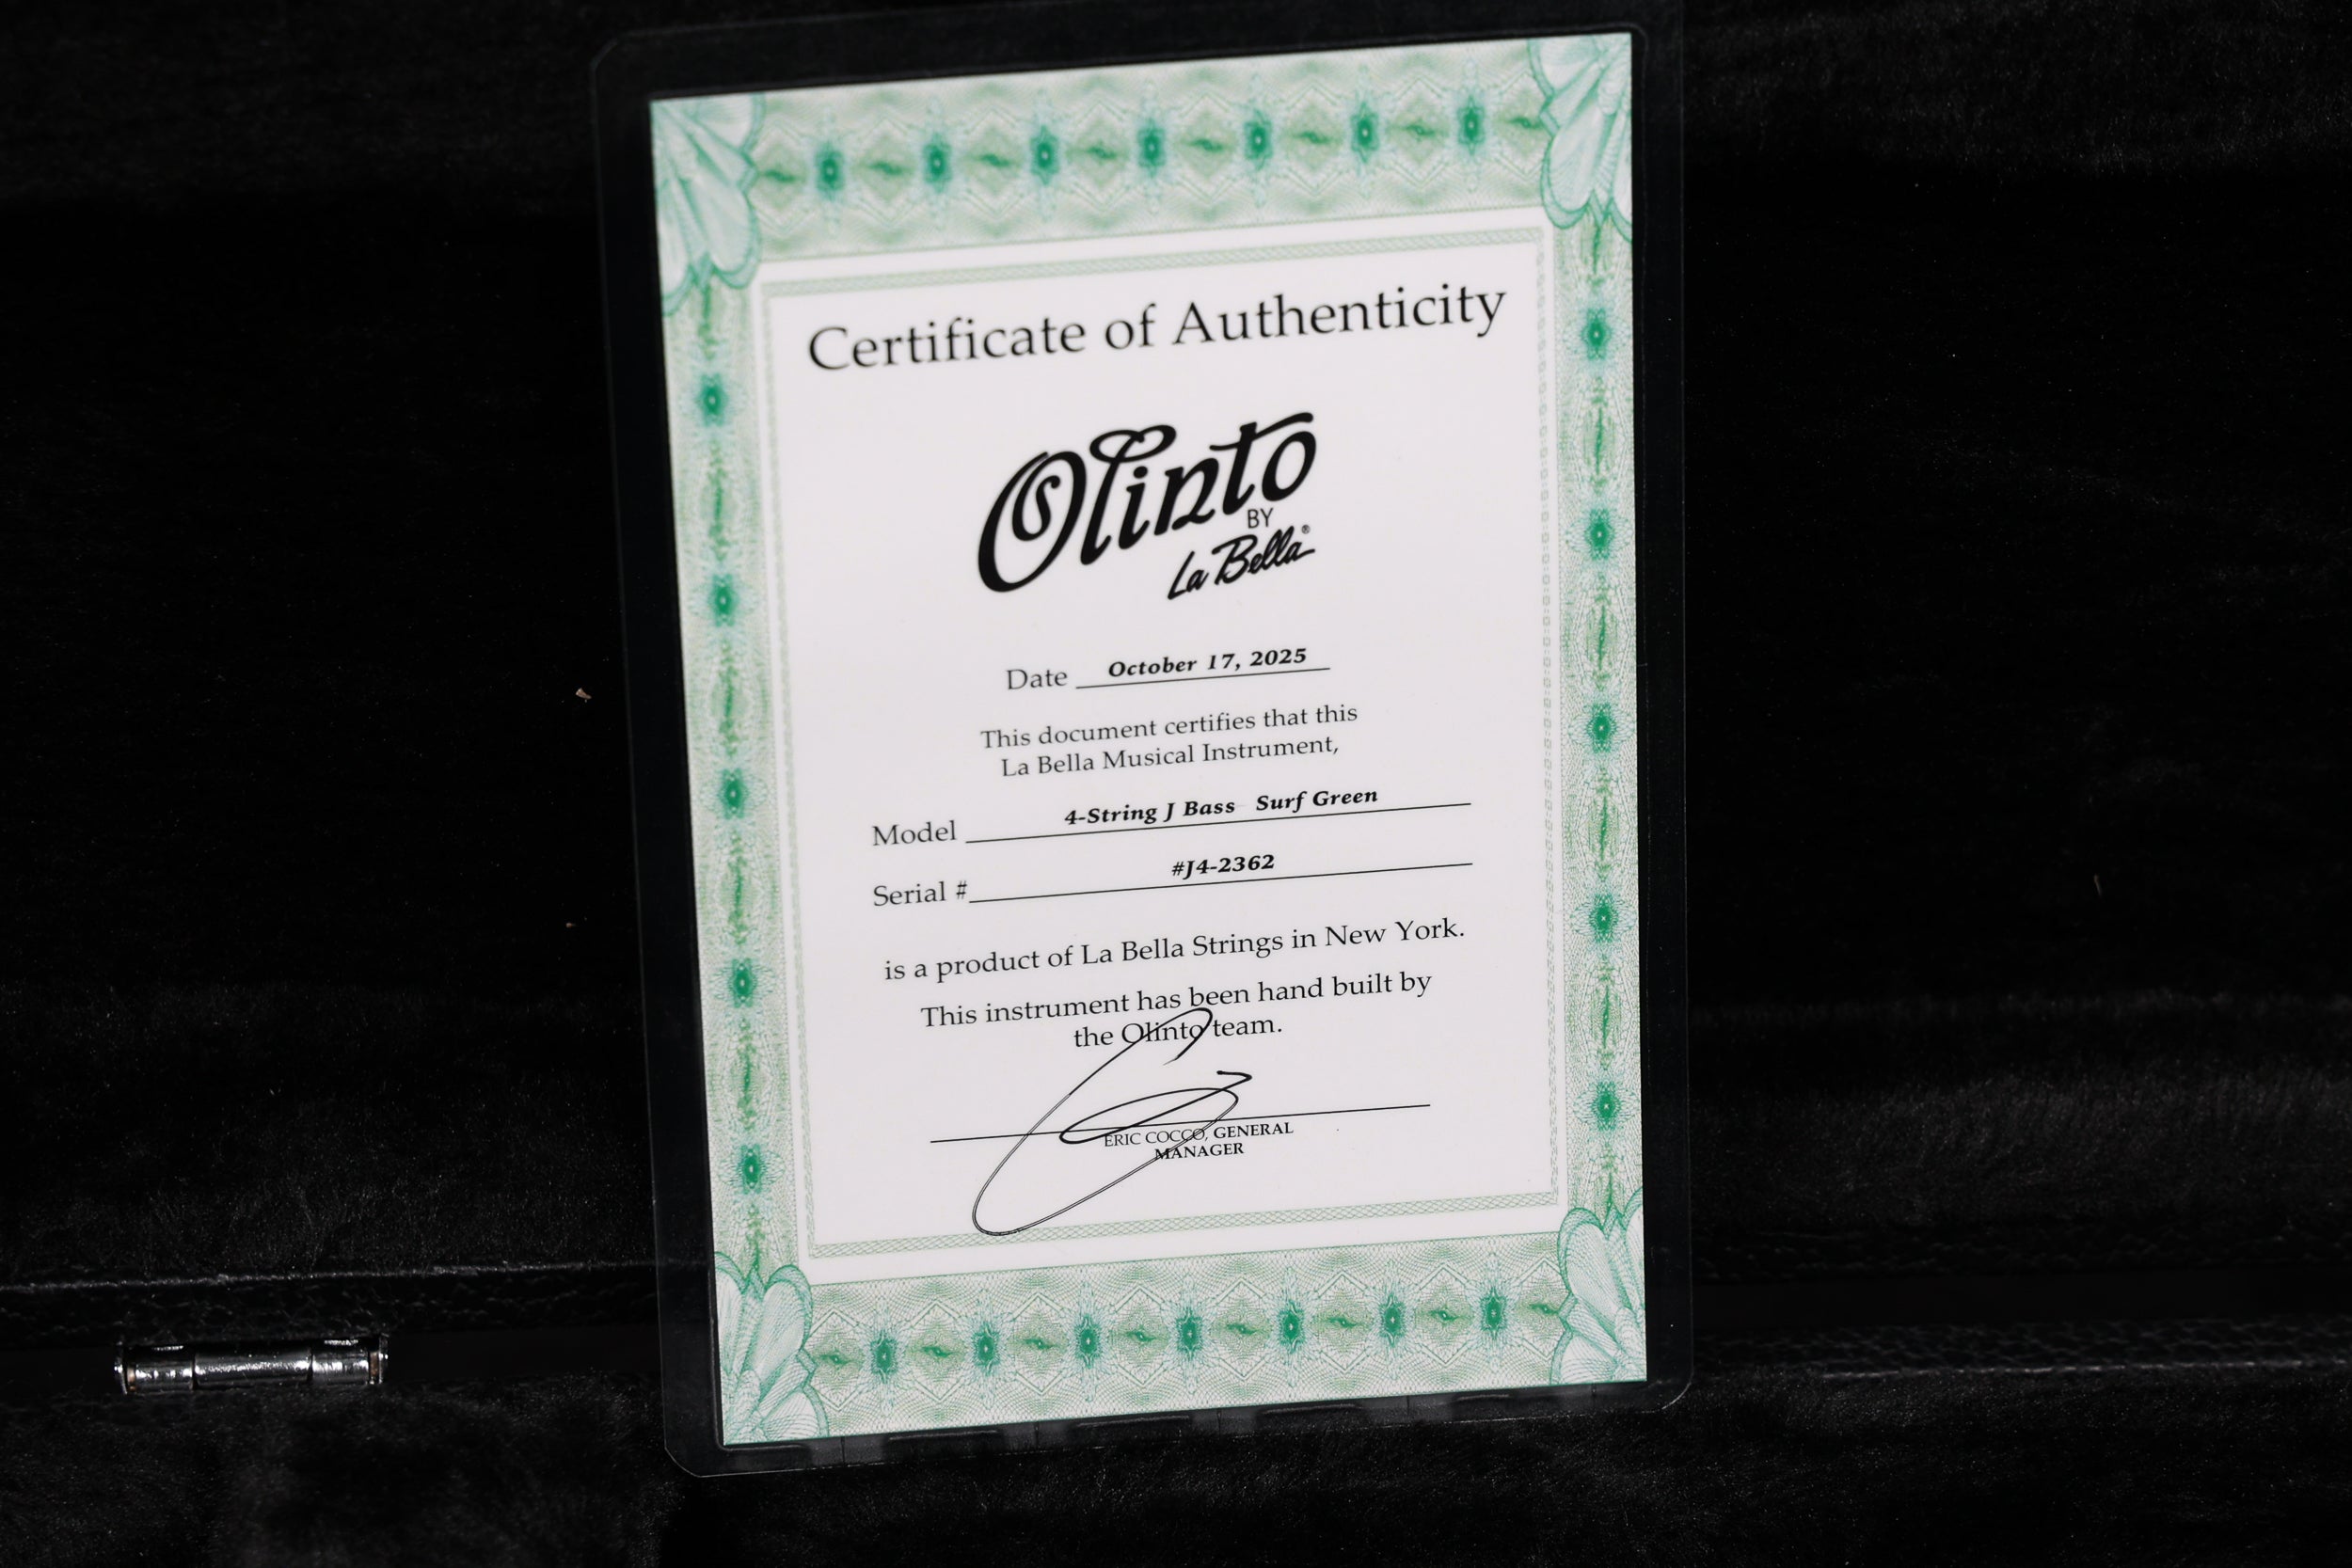 Certificate of Authenticity
Olinto
BY
La Bella®
Date October 17, 2025
This document certifies that this
La Bella Musical Instrument,
Model 4-String J Bass Surf Green
Serial # #J4-2362
is a product of La Bella Strings in New York.
This instrument has been hand built by
the Olinto team.
ERIC COCCO, GENERAL
MANAGER